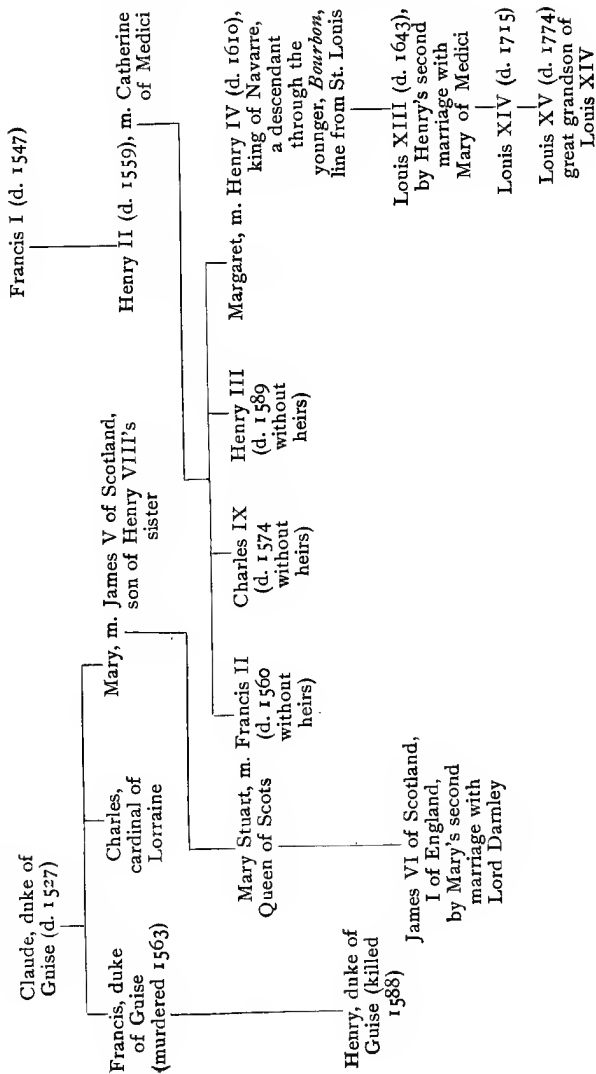 Francis I (d. 1547)
Henry II (d. 1559), m. Catherine
of Medici
Claude, duke of
Guise (d. 1527)
Francis, duke
of Guise
(murdered 1563)
Charles,
cardinal of
Lorraine
Mary, m. James V of Scotland,
son of Henry VIII's
sister
Mary Stuart, m. Francis II
Queen of Scots
(d. 1560
without
heirs)
Charles IX
(d. 1574
without
heirs)
Henry III
(d. 1589
without
heirs)
Margaret, m. Henry IV (d. 1610),
king of Navarre,
a descendant
through the
younger, Bourbon,
line from St. Louis
Henry, duke of
Guise (killed
1588)
James VI of Scotland,
I of England,
by Mary's second
marriage with
Lord Darnley
Louis XIII (d. 1643),
by Henry's second
marriage with
Mary of Medici
Louis XIV (d. 1715)
Louis XV (d. 1774)
great grandson of
Louis XIV